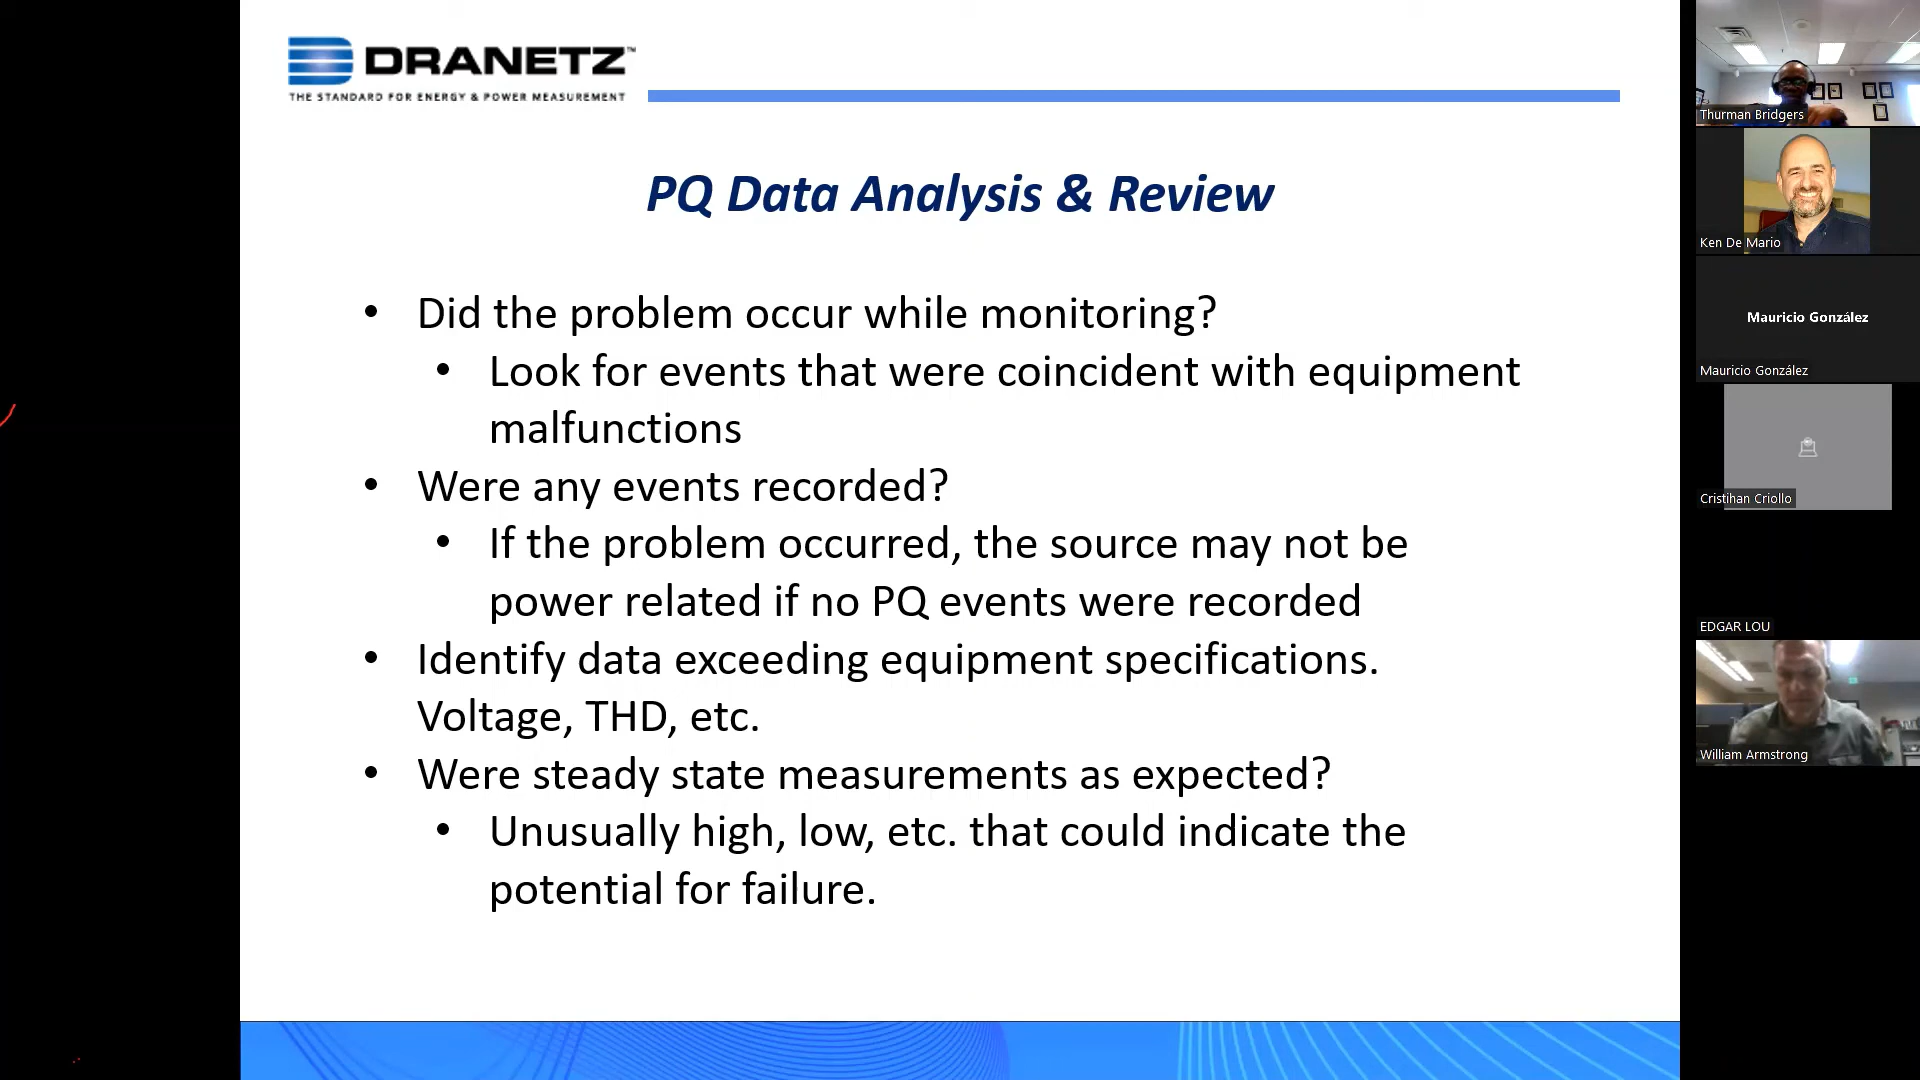 DRANETZ™
THE STANDARD FOR ENERGY & POWER MEASUREMENT
PQ Data Analysis & Review
• Did the problem occur while monitoring?
• Look for events that were coincident with equipment
malfunctions
• Were any events recorded?
• If the problem occurred, the source may not be
power related if no PQ events were recorded
• Identify data exceeding equipment specifications.
Voltage, THD, etc.
• Were steady state measurements as expected?
• Unusually high, low, etc. that could indicate the
potential for failure.
Thurman Bridgers
Ken De Mario
Mauricio González
Mauricio González
Cristihan Criollo
EDGAR LOU
William Armstrong